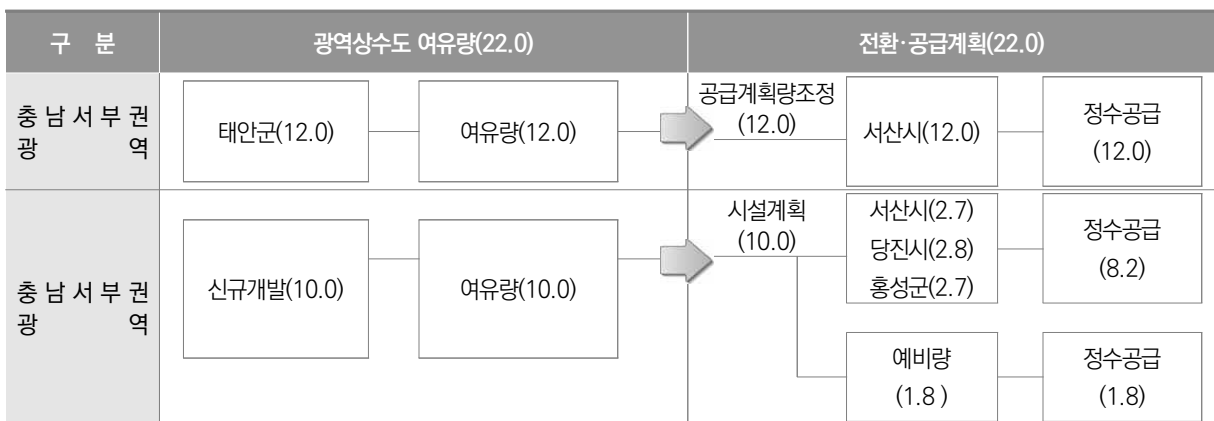 구 분 광역상수도 여유량(22.0) 전환·공급계획(22.0)
충남서부권
광 역
태안군(12.0)
여유량(12.0)
공급계획량조정
(12.0)
서산시(12.0)
정수공급
(12.0)
충남서부권
광 역
신규개발(10.0)
여유량(10.0)
시설계획
(10.0)
서산시(2.7)
당진시(2.8)
홍성군(2.7)
정수공급
(8.2)
예비량
(1.8 )
정수공급
(1.8)